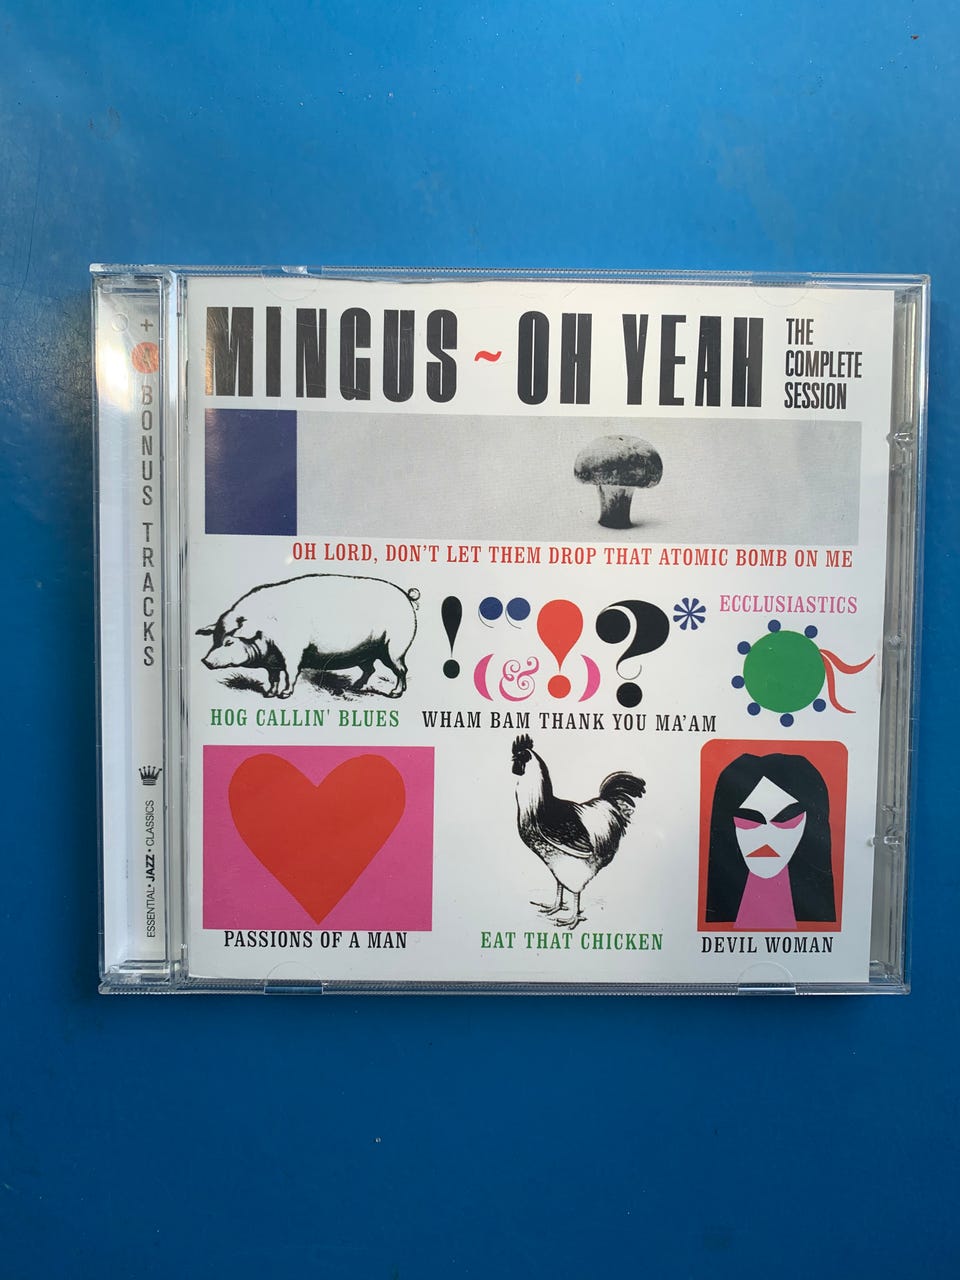 MINGUS ~ OH YEAH
THE
COMPLETE
SESSION
OH LORD, DON'T LET THEM DROP THAT ATOMIC BOMB ON ME
! “ (&) ! ? *
ECCLUSIASTICS
HOG CALLIN' BLUES
WHAM BAM THANK YOU MA'AM
PASSIONS OF A MAN
EAT THAT CHICKEN
DEVIL WOMAN
+
BONUS TRACKS
ESSENTIAL • JAZZ • CLASSICS